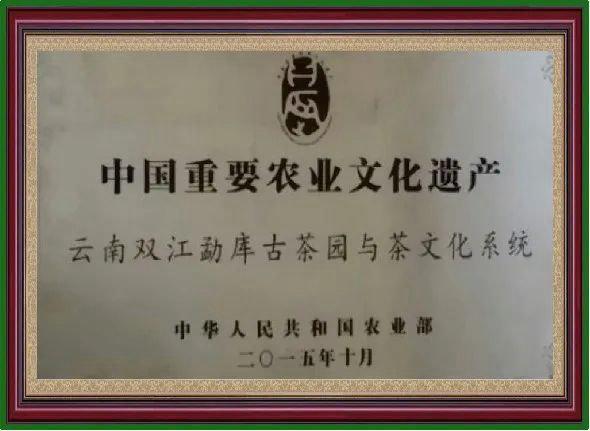 中国重要农业文化遗产
云南双江勐库古茶园与茶文化系统
中华人民共和国农业部
二〇一五年十月